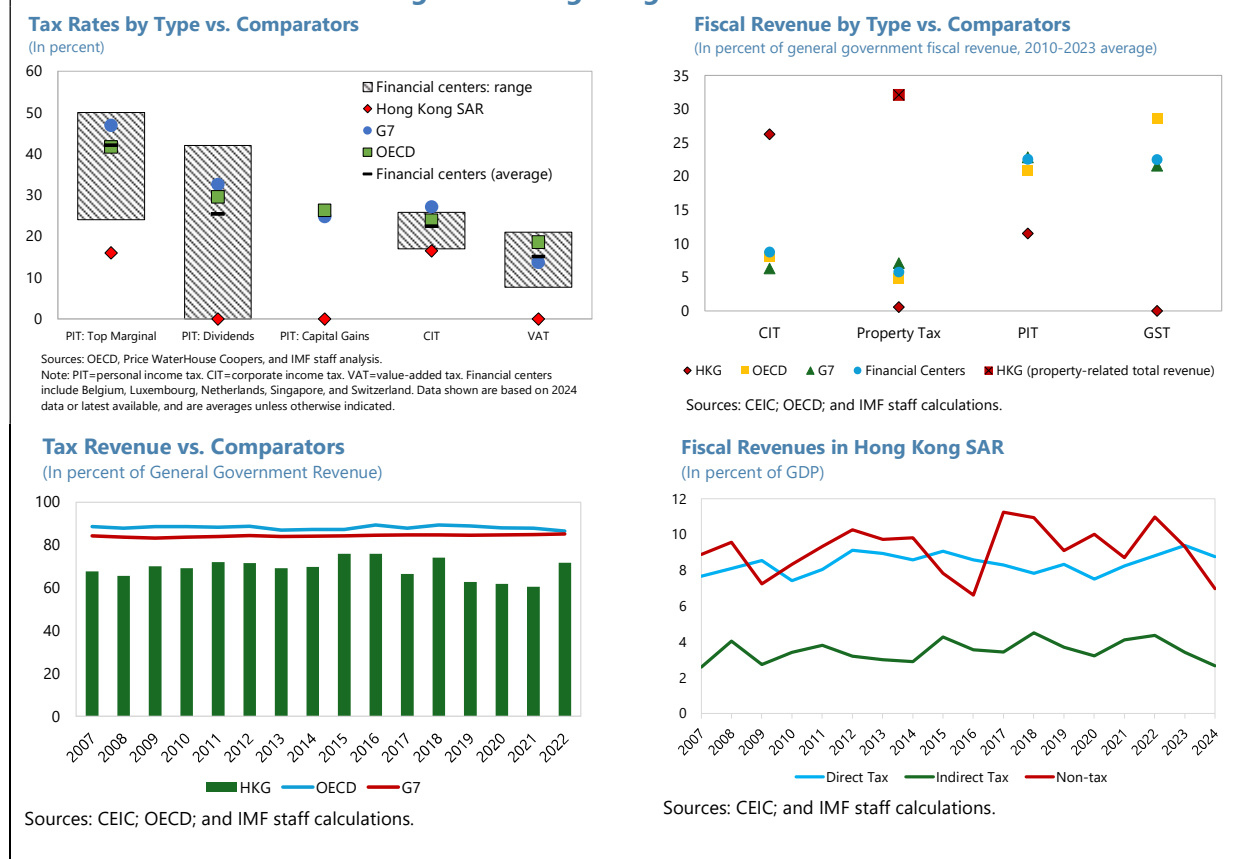 Tax Rates by Type vs. Comparators
(In percent)
60
50
40
30
20
10
0
Financial centers: range
Hong Kong SAR
G7
OECD
Financial centers (average)
PIT: Top Marginal PIT: Dividends PIT: Capital Gains CIT VAT
Sources: OECD, Price WaterHouse Coopers, and IMF staff analysis.
Note: PIT=personal income tax. CIT=corporate income tax. VAT=value-added tax. Financial centers
include Belgium, Luxembourg, Netherlands, Singapore, and Switzerland. Data shown are based on 2024
data or latest available, and are averages unless otherwise indicated.
Fiscal Revenue by Type vs. Comparators
(In percent of general government fiscal revenue, 2010-2023 average)
35
30
25
20
15
10
5
0
CIT Property Tax PIT GST
HKG OECD G7 Financial Centers HKG (property-related total revenue)
Sources: CEIC; OECD; and IMF staff calculations.
Tax Revenue vs. Comparators
(In percent of General Government Revenue)
100
80
60
40
20
0
2007 2008 2009 2010 2011 2012 2013 2014 2015 2016 2017 2018 2019 2020 2021 2022
HKG OECD G7
Sources: CEIC; OECD; and IMF staff calculations.
Fiscal Revenues in Hong Kong SAR
(In percent of GDP)
12
10
8
6
4
2
0
2007 2008 2009 2010 2011 2012 2013 2014 2015 2016 2017 2018 2019 2020 2021 2022 2023 2024
Direct Tax Indirect Tax Non-tax
Sources: CEIC; and IMF staff calculations.